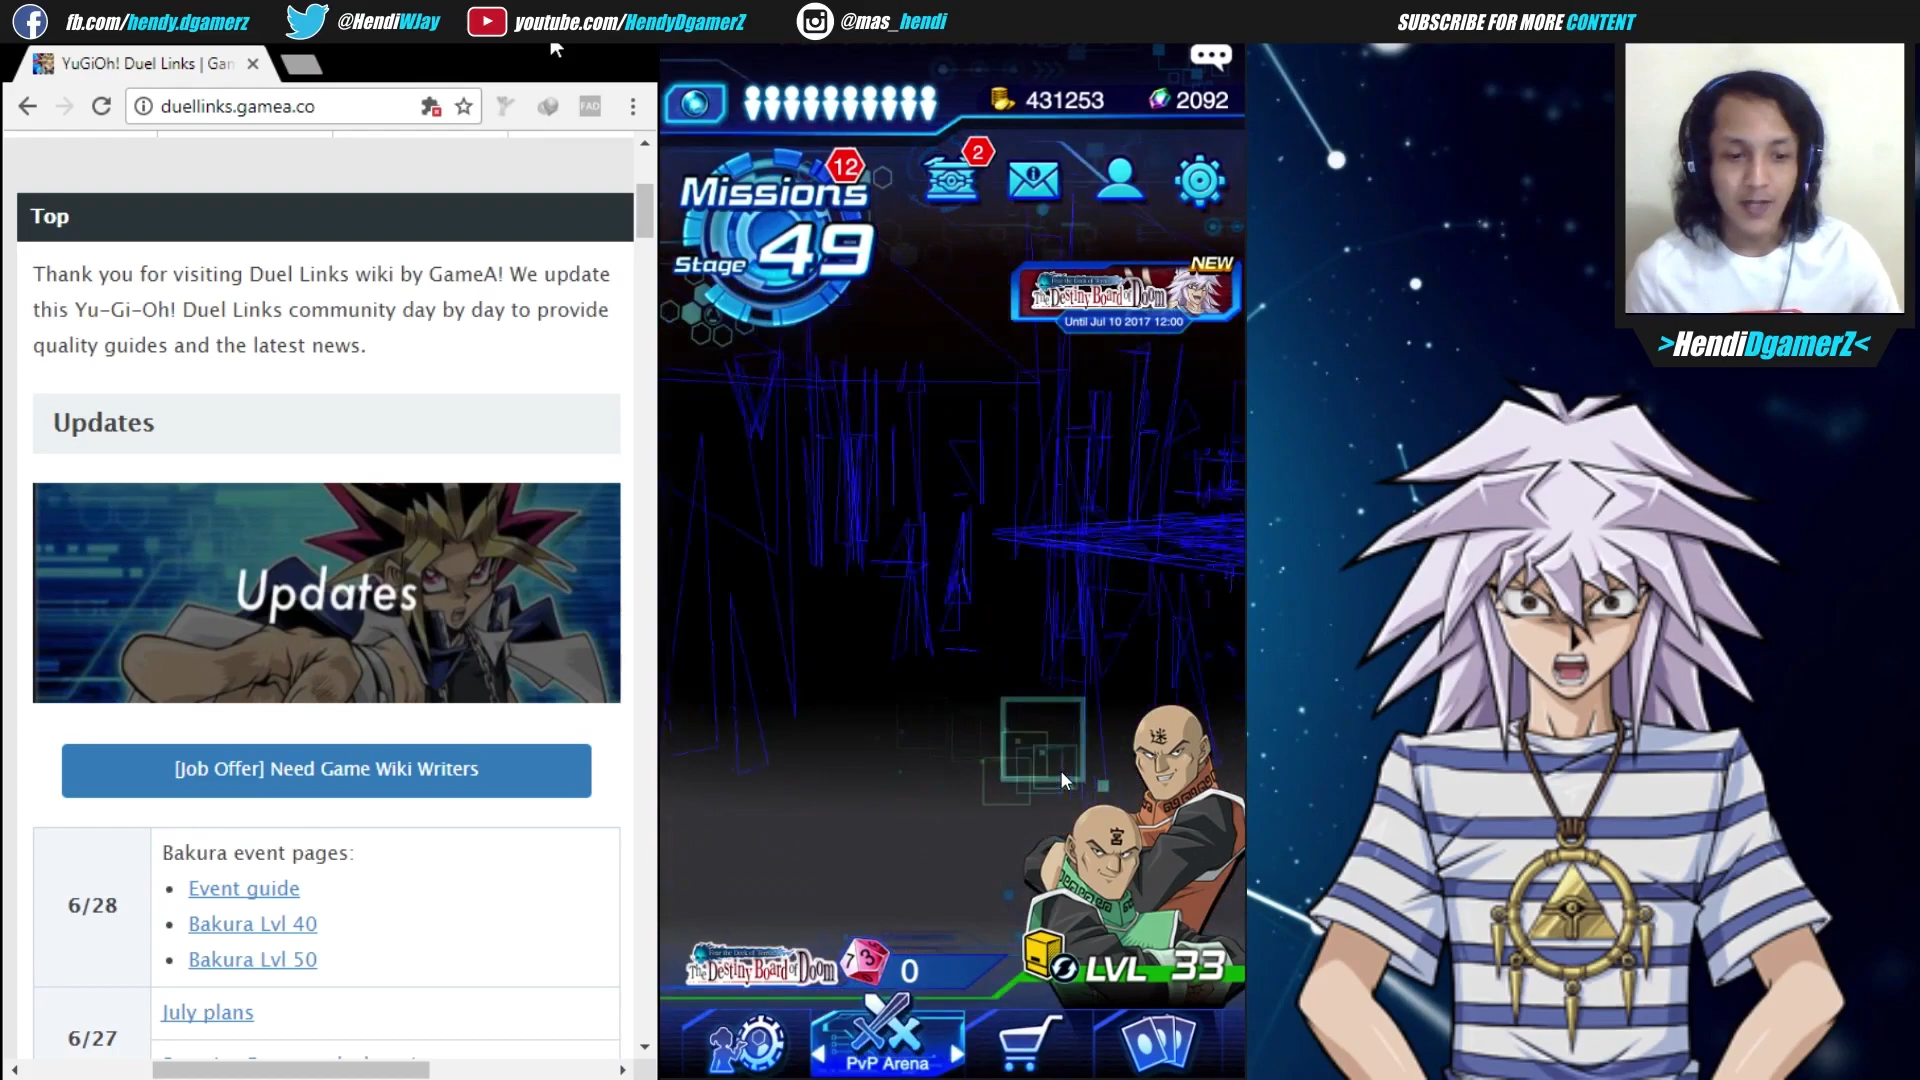 fb.com/hendy.dgamerz
@HendiWJay
youtube.com/HendyDgamerZ
@mas_hendi
SUBSCRIBE FOR MORE CONTENT
YuGiOh! Duel Links | Gan
duellinks.gamea.co
FAD
Top
Thank you for visiting Duel Links wiki by GameA! We update
this Yu-Gi-Oh! Duel Links community day by day to provide
quality guides and the latest news.
Updates
Updates
[Job Offer] Need Game Wiki Writers
6/28
Bakura event pages:
Event guide
Bakura Lvl 40
Bakura Lvl 50
6/27
July plans
431253
2092
12
2
Missions
Stage 49
NEW
The Destiny Board of Doom
Until Jul 10 2017 12:00
迷
宮
The Destiny Board of Doom
7 3
0
LVL 33
PvP Arena
>HendiDgamerZ<